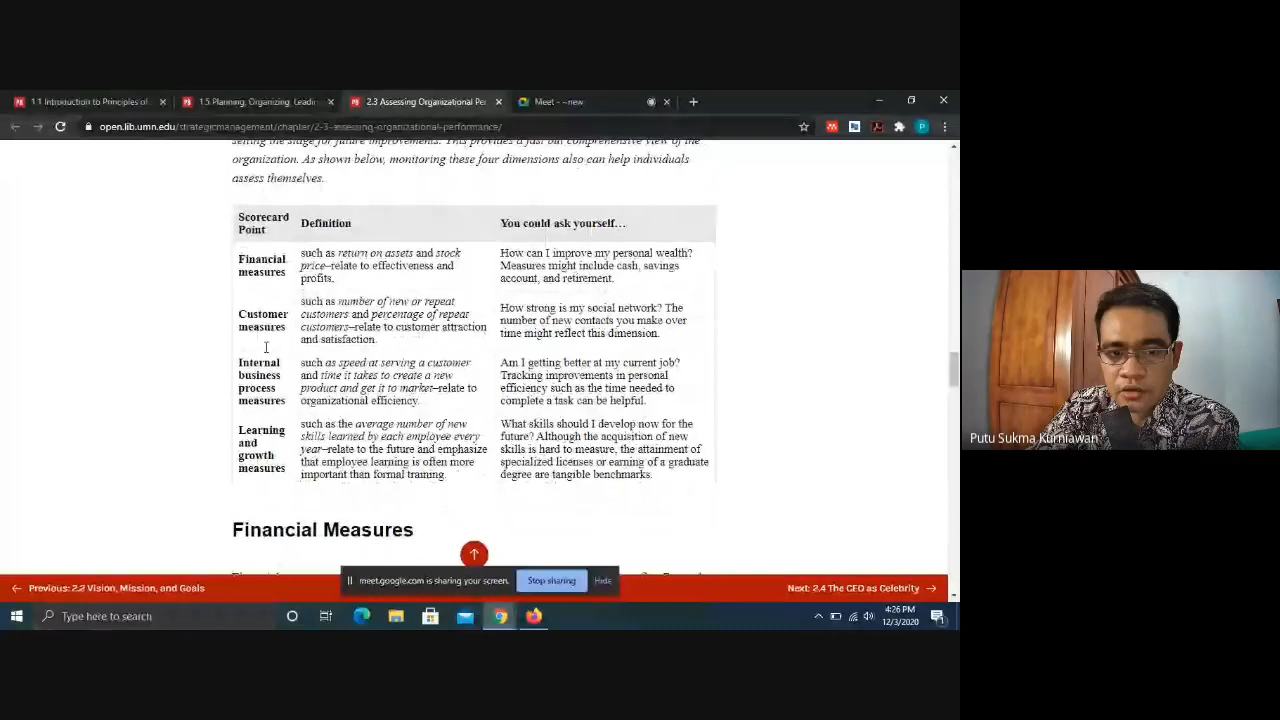 1.1 Introduction to Principles of
1.5 Planning, Organizing, Leadin
2.3 Assessing Organizational Per
Meet - --new
open.lib.umn.edu/strategicmanagement/chapter/2-3-assessing-organizational-performance/
setting the stage for future improvements. This provides a fast but comprehensive view of the
organization. As shown below, monitoring these four dimensions also can help individuals
assess themselves.
Scorecard Point
Definition
You could ask yourself…
Financial measures
such as return on assets and stock
price–relate to effectiveness and
profits.
How can I improve my personal wealth?
Measures might include cash, savings
account, and retirement.
Customer measures
such as number of new or repeat
customers and percentage of repeat
customers–relate to customer attraction
and satisfaction.
How strong is my social network? The
number of new contacts you make over
time might reflect this dimension.
Internal business process measures
such as speed at serving a customer
and time it takes to create a new
product and get it to market–relate to
organizational efficiency.
Am I getting better at my current job?
Tracking improvements in personal
efficiency such as the time needed to
complete a task can be helpful.
Learning and growth measures
such as the average number of new
skills learned by each employee every
year–relate to the future and emphasize
that employee learning is often more
important than formal training.
What skills should I develop now for the
future? Although the acquisition of new
skills is hard to measure, the attainment of
specialized licenses or earning of a graduate
degree are tangible benchmarks.
Financial Measures
meet.google.com is sharing your screen.
Stop sharing
Hide
Previous: 2.2 Vision, Mission, and Goals
Next: 2.4 The CEO as Celebrity
Type here to search
4:26 PM
12/3/2020
Putu Sukma Kurniawan